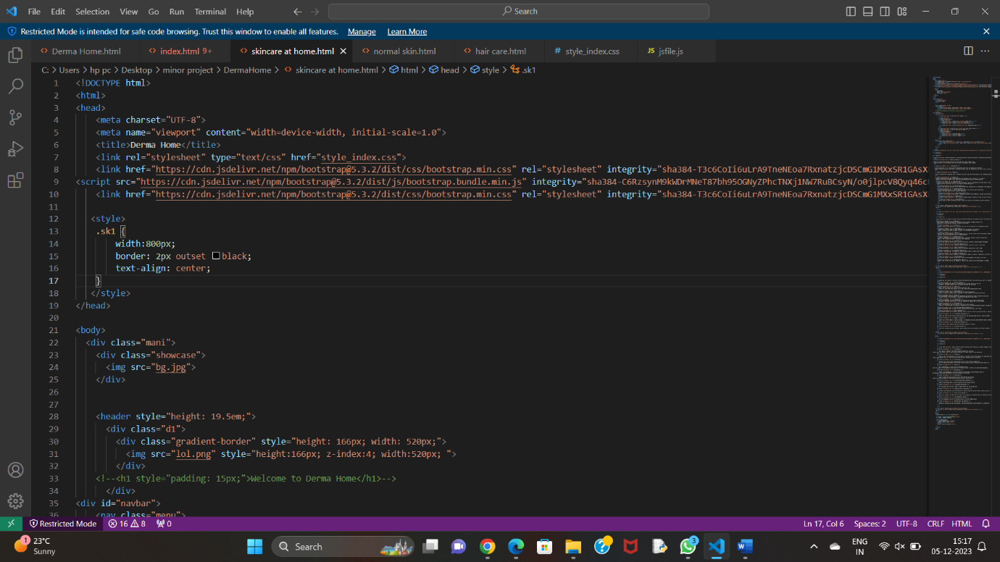 File Edit Selection View Go Run Terminal Help Search
Restricted Mode is intended for safe code browsing. Trust this window to enable all features. Manage Learn More
Derma Home.html index.html 9+ skincare at home.html normal skin.html hair care.html # style_index.css JS jsfile.js
C: > Users > hp pc > Desktop > minor project > DermaHome > skincare at home.html > html > head > style > .sk1
1 <!DOCTYPE html>
2 <html>
3 <head>
4 <meta charset="UTF-8">
5 <meta name="viewport" content="width=device-width, initial-scale=1.0">
6 <title>Derma Home</title>
7 <link rel="stylesheet" type="text/css" href="style_index.css">
8 <link href="https://cdn.jsdelivr.net/npm/bootstrap@5.3.2/dist/css/bootstrap.min.css" rel="stylesheet" integrity="sha384-T3c6CoIi6uLrA9TneNEoa7RxnatzjcDSCmG1MXxSR1GAsX
9 <script src="https://cdn.jsdelivr.net/npm/bootstrap@5.3.2/dist/js/bootstrap.bundle.min.js" integrity="sha384-C6RzsynM9kWDrMNeT87bh95OGNyZPhcTNXj1NW7RuBCsyN/o0jlpcV8Qyq46c
10 <link href="https://cdn.jsdelivr.net/npm/bootstrap@5.3.2/dist/css/bootstrap.min.css" rel="stylesheet" integrity="sha384-T3c6CoIi6uLrA9TneNEoa7RxnatzjcDSCmG1MXxSR1GAsX
11
12 <style>
13 .sk1 {
14 width:800px;
15 border: 2px outset black;
16 text-align: center;
17 }
18 </style>
19 </head>
20
21 <body>
22 <div class="mani">
23 <div class="showcase">
24 <img src="bg.jpg">
25 </div>
26
27
28 <header style="height: 19.5em;">
29 <div class="d1">
30 <div class="gradient-border" style="height: 166px; width: 520px;">
31 <img src="lol.png" style="height:166px; z-index:4; width:520px; ">
32 </div>
33 <!--<h1 style="padding: 15px;">Welcome to Derma Home</h1>-->
34 </div>
35 <div id="navbar">
36 <nav class="menu">
Restricted Mode 16 8 0 Ln 17, Col 6 Spaces: 2 UTF-8 CRLF HTML
1 23°C Search 3 ENG 15:17
Sunny IN 05-12-2023